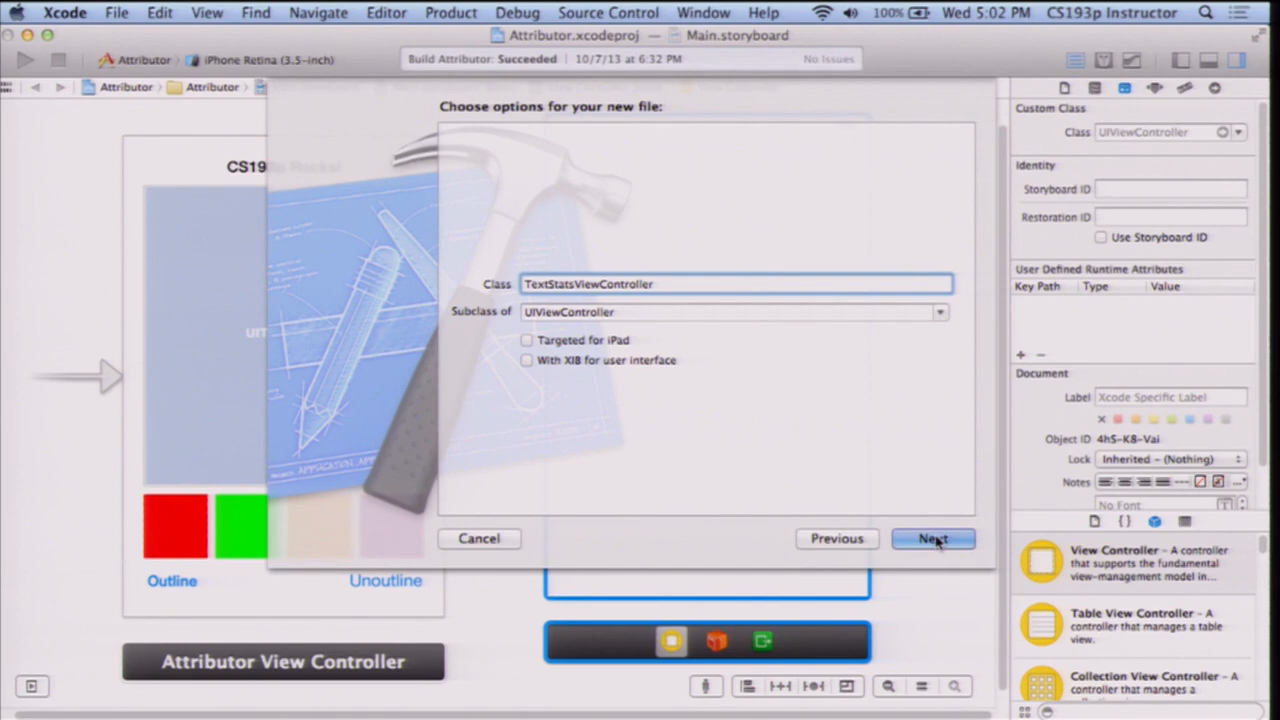 Xcode File Edit View Find Navigate Editor Product Debug Source Control Window Help 100% Wed 5:02 PM CS193p Instructor
Attributor.xcodeproj — Main.storyboard
Attributor iPhone Retina (3.5-inch) Build Attributor: Succeeded 10/7/13 at 6:32 PM No Issues
Attributor Attributor
Choose options for your new file:
Class TextStatsViewController
Subclass of UIViewController
Targeted for iPad
With XIB for user interface
Cancel Previous Next
CS193p Rocks!
Outline Unoutline
Attributor View Controller
Custom Class
Class UIViewController
Identity
Storyboard ID
Restoration ID
Use Storyboard ID
User Defined Runtime Attributes
Key Path Type Value
+ −
Document
Label Xcode Specific Label
Object ID 4hS-K8-Vai
Lock Inherited - (Nothing)
Notes
No Font
{ }
View Controller - A controller
that supports the fundamental
view-management model in...
Table View Controller - A
controller that manages a table
view.
Collection View Controller - A
controller that manages a